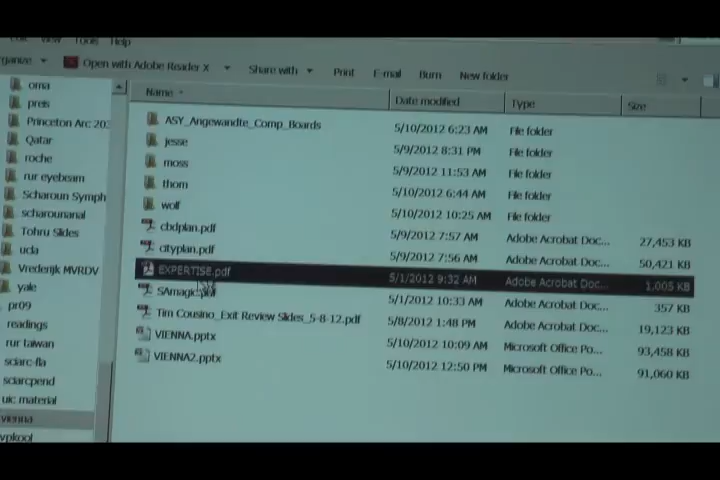 Tools Help
Open with Adobe Reader X Share with Print E-mail Burn New folder
Name Date modified Type Size
oma
preis
Princeton Arc 20
Qatar
roche
rur eyebeam
Scharoun Symph
scharounanal
Tohru Slides
ucla
Vrederijk MVRDV
yale
pr09
readings
rur taiwan
sciarc-fla
sciarcpend
uic material
vienna
vpkool
ASY_Angewandte_Comp_Boards 5/10/2012 6:23 AM File folder
jesse 5/9/2012 8:31 PM File folder
moss 5/9/2012 11:53 AM File folder
thom 5/10/2012 6:44 AM File folder
wolf 5/10/2012 10:25 AM File folder
cbdplan.pdf 5/9/2012 7:57 AM Adobe Acrobat Doc... 27,453 KB
cityplan.pdf 5/9/2012 7:56 AM Adobe Acrobat Doc... 50,421 KB
EXPERTISE.pdf 5/1/2012 9:32 AM Adobe Acrobat Doc... 1,005 KB
SAmagic.pdf 5/1/2012 10:33 AM Adobe Acrobat Doc... 357 KB
Tim Cousino_Exit Review Slides_5-8-12.pdf 5/8/2012 1:48 PM Adobe Acrobat Doc... 19,123 KB
VIENNA.pptx 5/10/2012 10:09 AM Microsoft Office Po... 93,458 KB
VIENNA2.pptx 5/10/2012 12:50 PM Microsoft Office Po... 91,060 KB